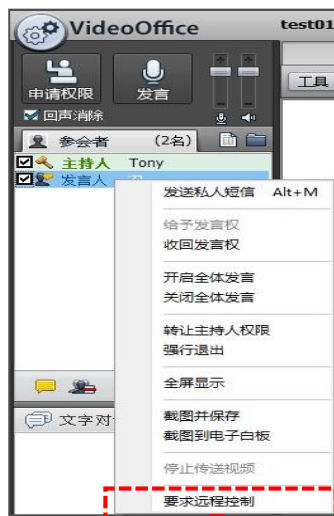 VideoOffice
test01
申请权限
发言
工具
回声消除
参会者 (2名)
主持人 Tony
发言人
发送私人短信 Alt+M
给予发言权
收回发言权
开启全体发言
关闭全体发言
转让主持人权限
强行退出
全屏显示
截图并保存
截图到电子白板
停止传送视频
文字对
要求远程控制